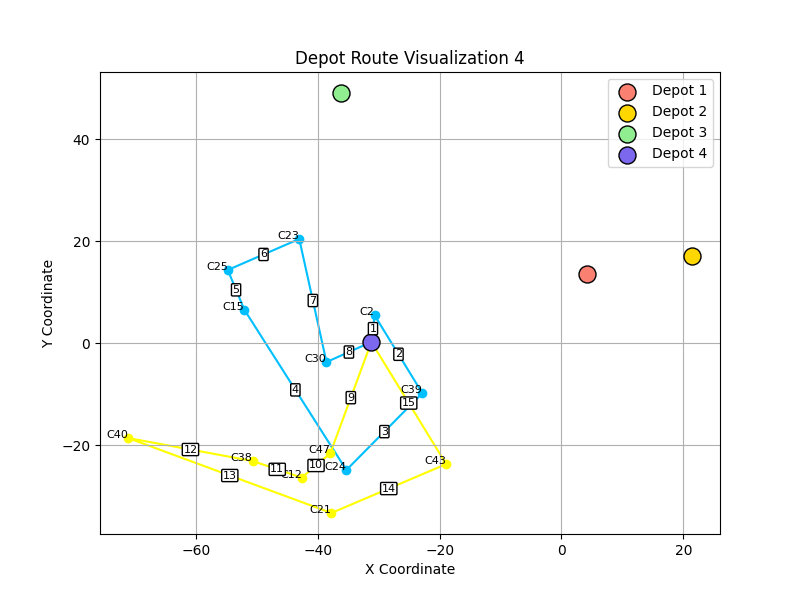 Depot Route Visualization 4
Depot 1
Depot 2
Depot 3
Depot 4
Y Coordinate
40
20
0
−20
C23
6
C25
5
C15
7
C2
1
C30
8
2
4
9
C39
15
3
C40
12
C38
11
C12
10
C47
C24
C43
13
14
C21
−60
−40
−20
0
20
X Coordinate